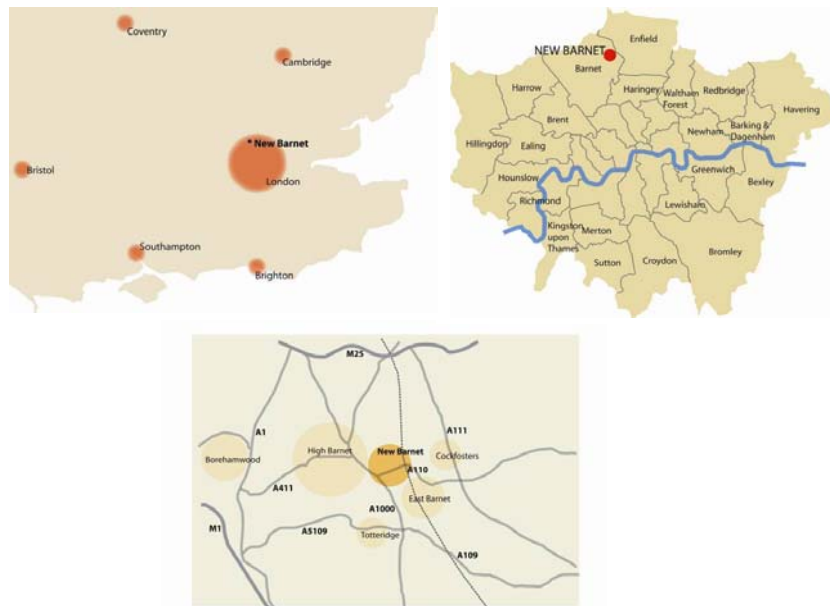 Coventry
Cambridge
New Barnet
Bristol
London
Southampton
Brighton
NEW BARNET
Enfield
Barnet
Harrow
Haringey
Waltham
Forest
Redbridge
Havering
Brent
Barking &
Dagenham
Newham
Hillingdon
Ealing
Hounslow
Greenwich
Bexley
Richmond
Lewisham
Kingston
upon
Thames
Merton
Bromley
Sutton
Croydon
M25
A1
A111
High Barnet
New Barnet
Borehamwood
Cockfosters
A110
A411
East Barnet
A1000
M1
A5109
Totteridge
A109